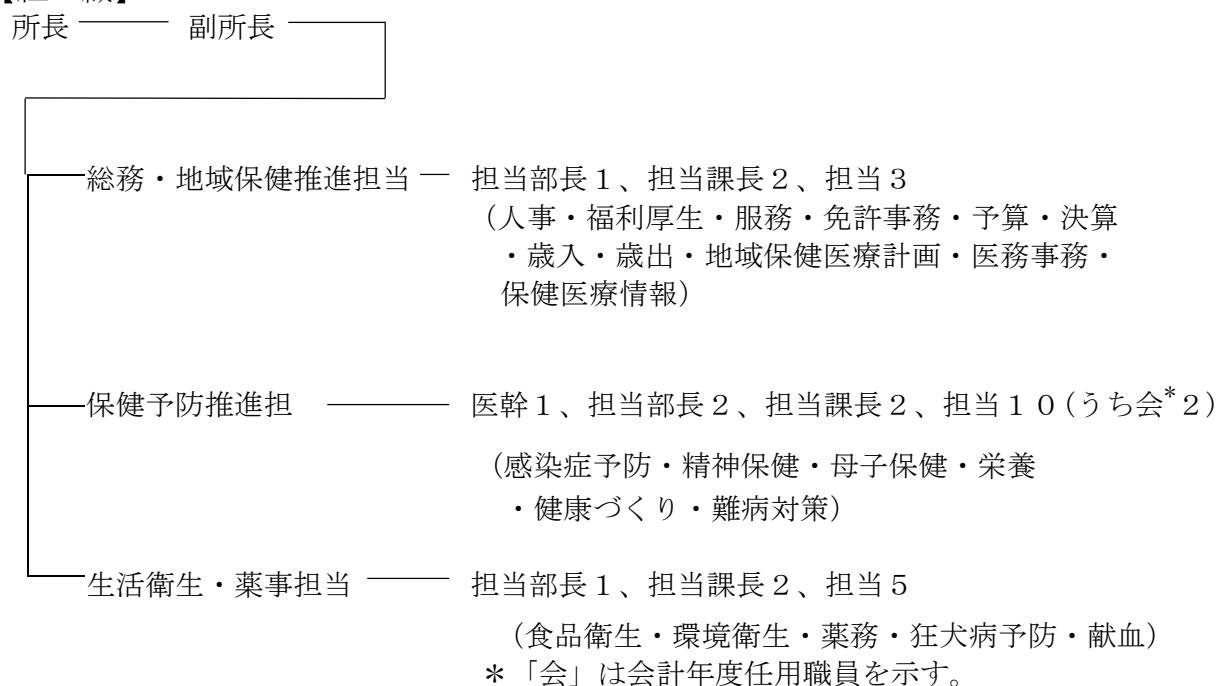 所長 副所長
総務・地域保健推進担当 担当部長1、担当課長2、担当3
(人事・福利厚生・服務・免許事務・予算・決算
・歳入・歳出・地域保健医療計画・医務事務・
保健医療情報)
保健予防推進担 医幹1、担当部長2、担当課長2、担当10(うち会*2)
(感染症予防・精神保健・母子保健・栄養
・健康づくり・難病対策)
生活衛生・薬事担当 担当部長1、担当課長2、担当5
(食品衛生・環境衛生・薬務・狂犬病予防・献血)
*「会」は会計年度任用職員を示す。